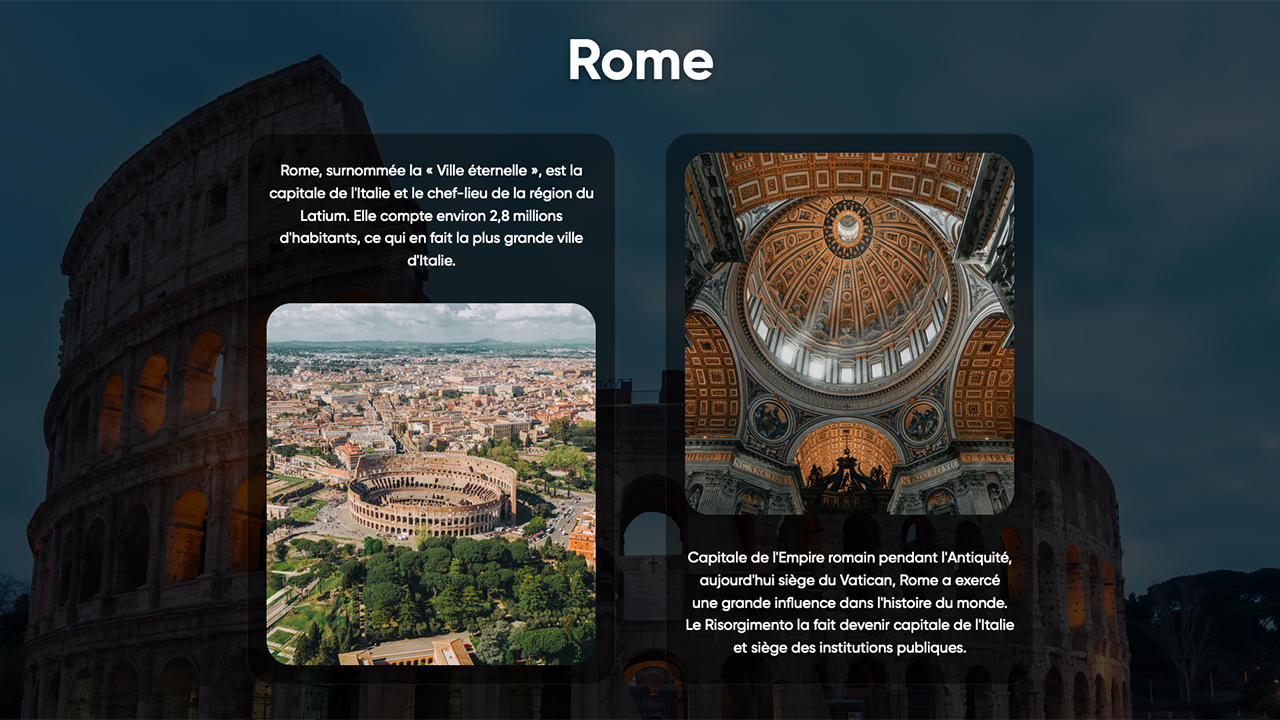 Rome
Rome, surnommée la « Ville éternelle », est la
capitale de l'Italie et le chef-lieu de la région du
Latium. Elle compte environ 2,8 millions
d'habitants, ce qui en fait la plus grande ville
d'Italie.
Capitale de l'Empire romain pendant l'Antiquité,
aujourd'hui siège du Vatican, Rome a exercé
une grande influence dans l'histoire du monde.
Le Risorgimento la fait devenir capitale de l'Italie
et siège des institutions publiques.